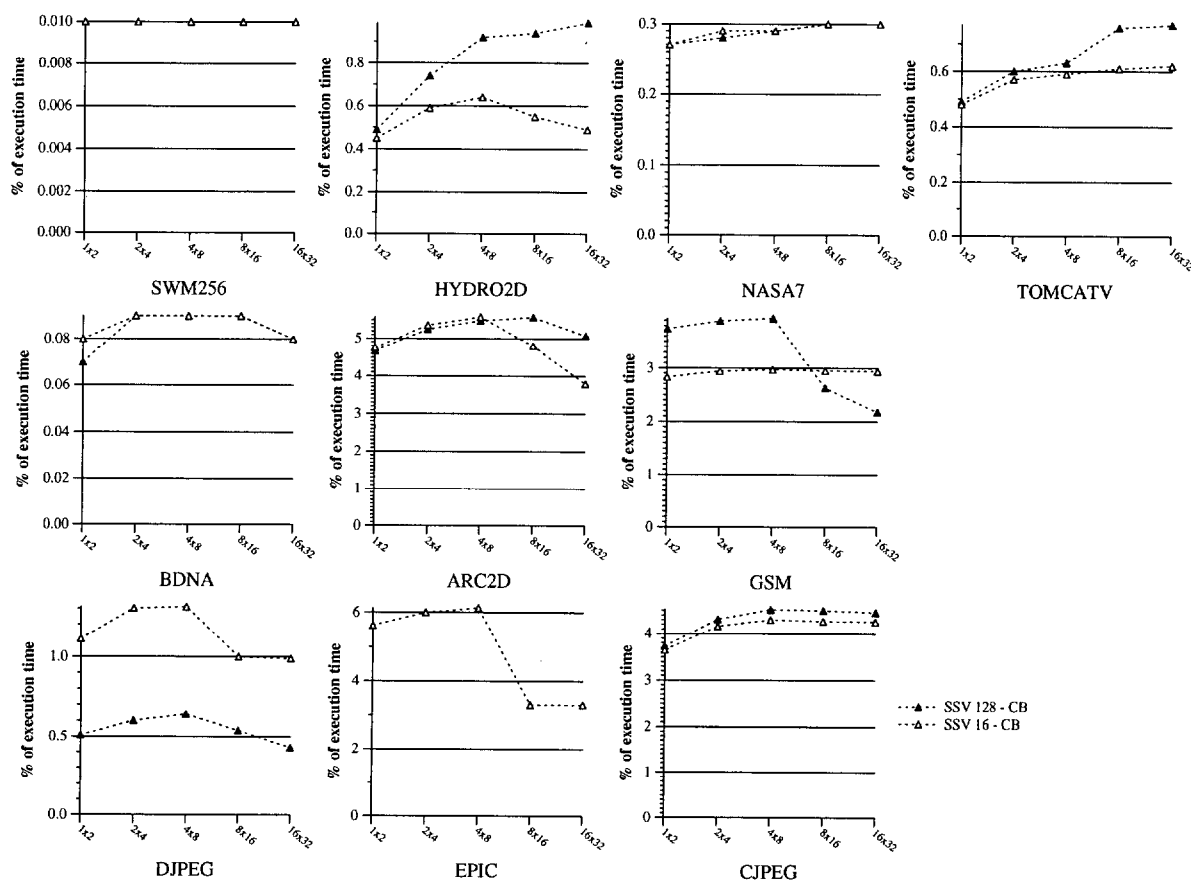 % of execution time
0.010
0.008
0.006
0.004
0.002
0.000
1x2
2x4
4x8
8x16
16x32
SWM256
% of execution time
0.8
0.6
0.4
0.2
0.0
1x2
2x4
4x8
8x16
16x32
HYDRO2D
% of execution time
0.3
0.2
0.1
0.0
1x2
2x4
4x8
8x16
16x32
NASA7
% of execution time
0.6
0.4
0.2
0.0
1x2
2x4
4x8
8x16
16x32
TOMCATV
% of execution time
0.08
0.06
0.04
0.02
0.00
1x2
2x4
4x8
8x16
16x32
BDNA
% of execution time
5
4
3
2
1
0
1x2
2x4
4x8
8x16
16x32
ARC2D
% of execution time
3
2
1
0
1x2
2x4
4x8
8x16
16x32
GSM
% of execution time
1.0
0.5
0.0
1x2
2x4
4x8
8x16
16x32
DJPEG
% of execution time
6
4
2
0
1x2
2x4
4x8
8x16
16x32
EPIC
% of execution time
4
3
2
1
0
1x2
2x4
4x8
8x16
16x32
CJPEG
SSV 128 - CB
SSV 16 - CB